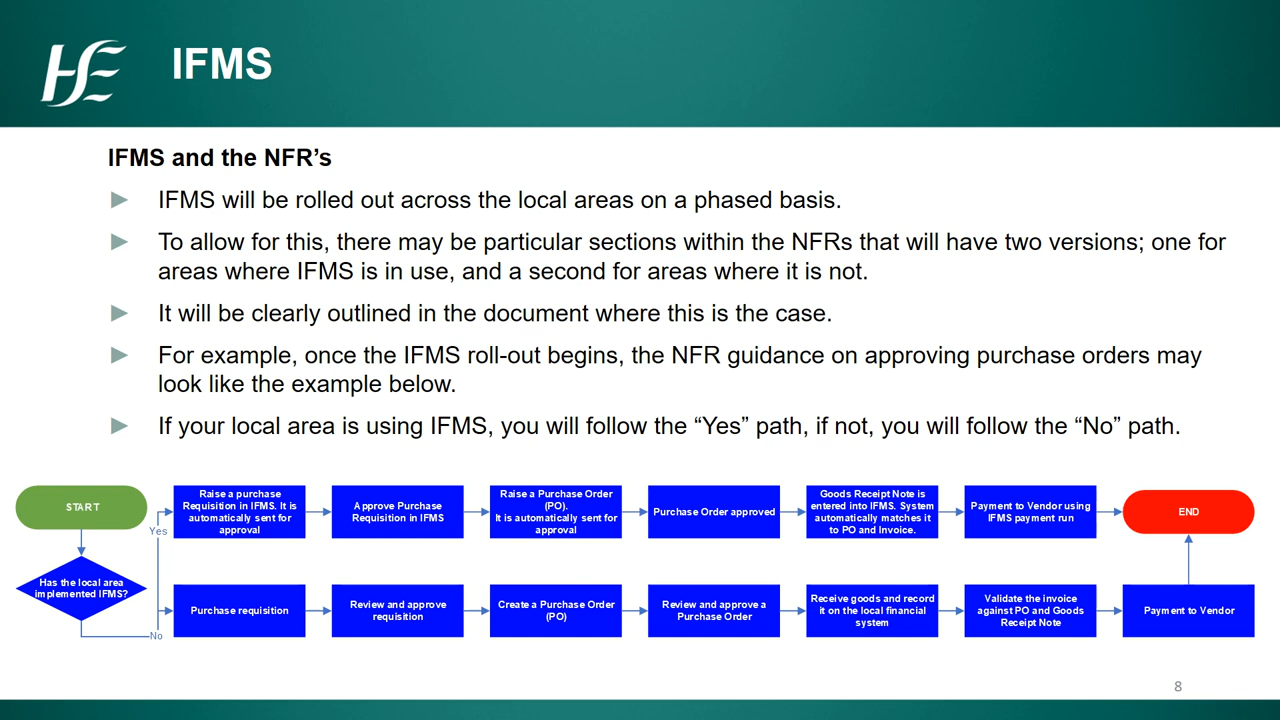 HSE
IFMS
IFMS and the NFR’s
► IFMS will be rolled out across the local areas on a phased basis.
► To allow for this, there may be particular sections within the NFRs that will have two versions; one for
areas where IFMS is in use, and a second for areas where it is not.
► It will be clearly outlined in the document where this is the case.
► For example, once the IFMS roll-out begins, the NFR guidance on approving purchase orders may
look like the example below.
► If your local area is using IFMS, you will follow the “Yes” path, if not, you will follow the “No” path.
START
Has the local area
implemented IFMS?
Yes
Raise a purchase
Requisition in IFMS. It is
automatically sent for
approval
Approve Purchase
Requisition in IFMS
Raise a Purchase Order
(PO).
It is automatically sent for
approval
Purchase Order approved
Goods Receipt Note is
entered into IFMS. System
automatically matches it
to PO and Invoice.
Payment to Vendor using
IFMS payment run
END
No
Purchase requisition
Review and approve
requisition
Create a Purchase Order
(PO)
Review and approve a
Purchase Order
Receive goods and record
it on the local financial
system
Validate the invoice
against PO and Goods
Receipt Note
Payment to Vendor
8